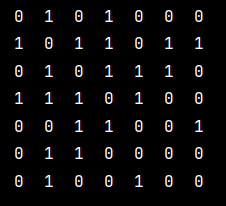 0 1 0 1 0 0 0
1 0 1 1 0 1 1
0 1 0 1 1 1 0
1 1 1 0 1 0 0
0 0 1 1 0 0 1
0 1 1 0 0 0 0
0 1 0 0 1 0 0